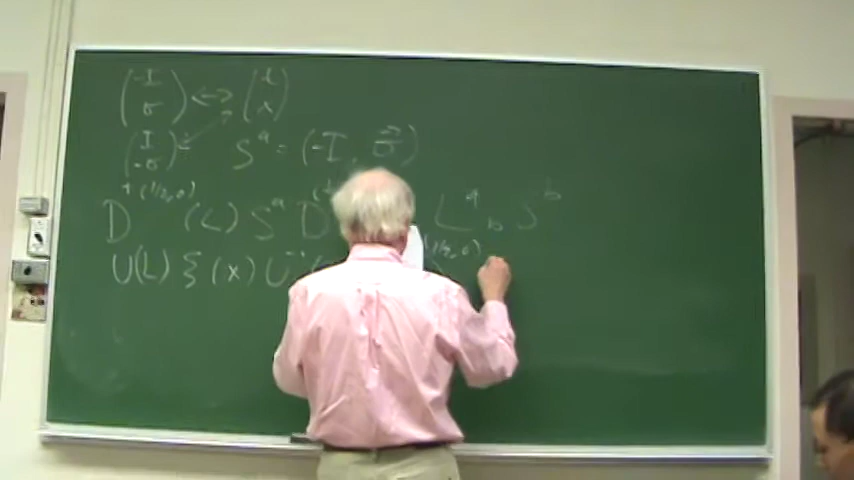 (-I σ) ↔ (t x)
(I -σ) S^a = (-I, σ⃗)
D^{†(1/2,0)} (L) S^a D L^a_b S^b
U(L) ξ(x) U^{-1}( (1/2,0)